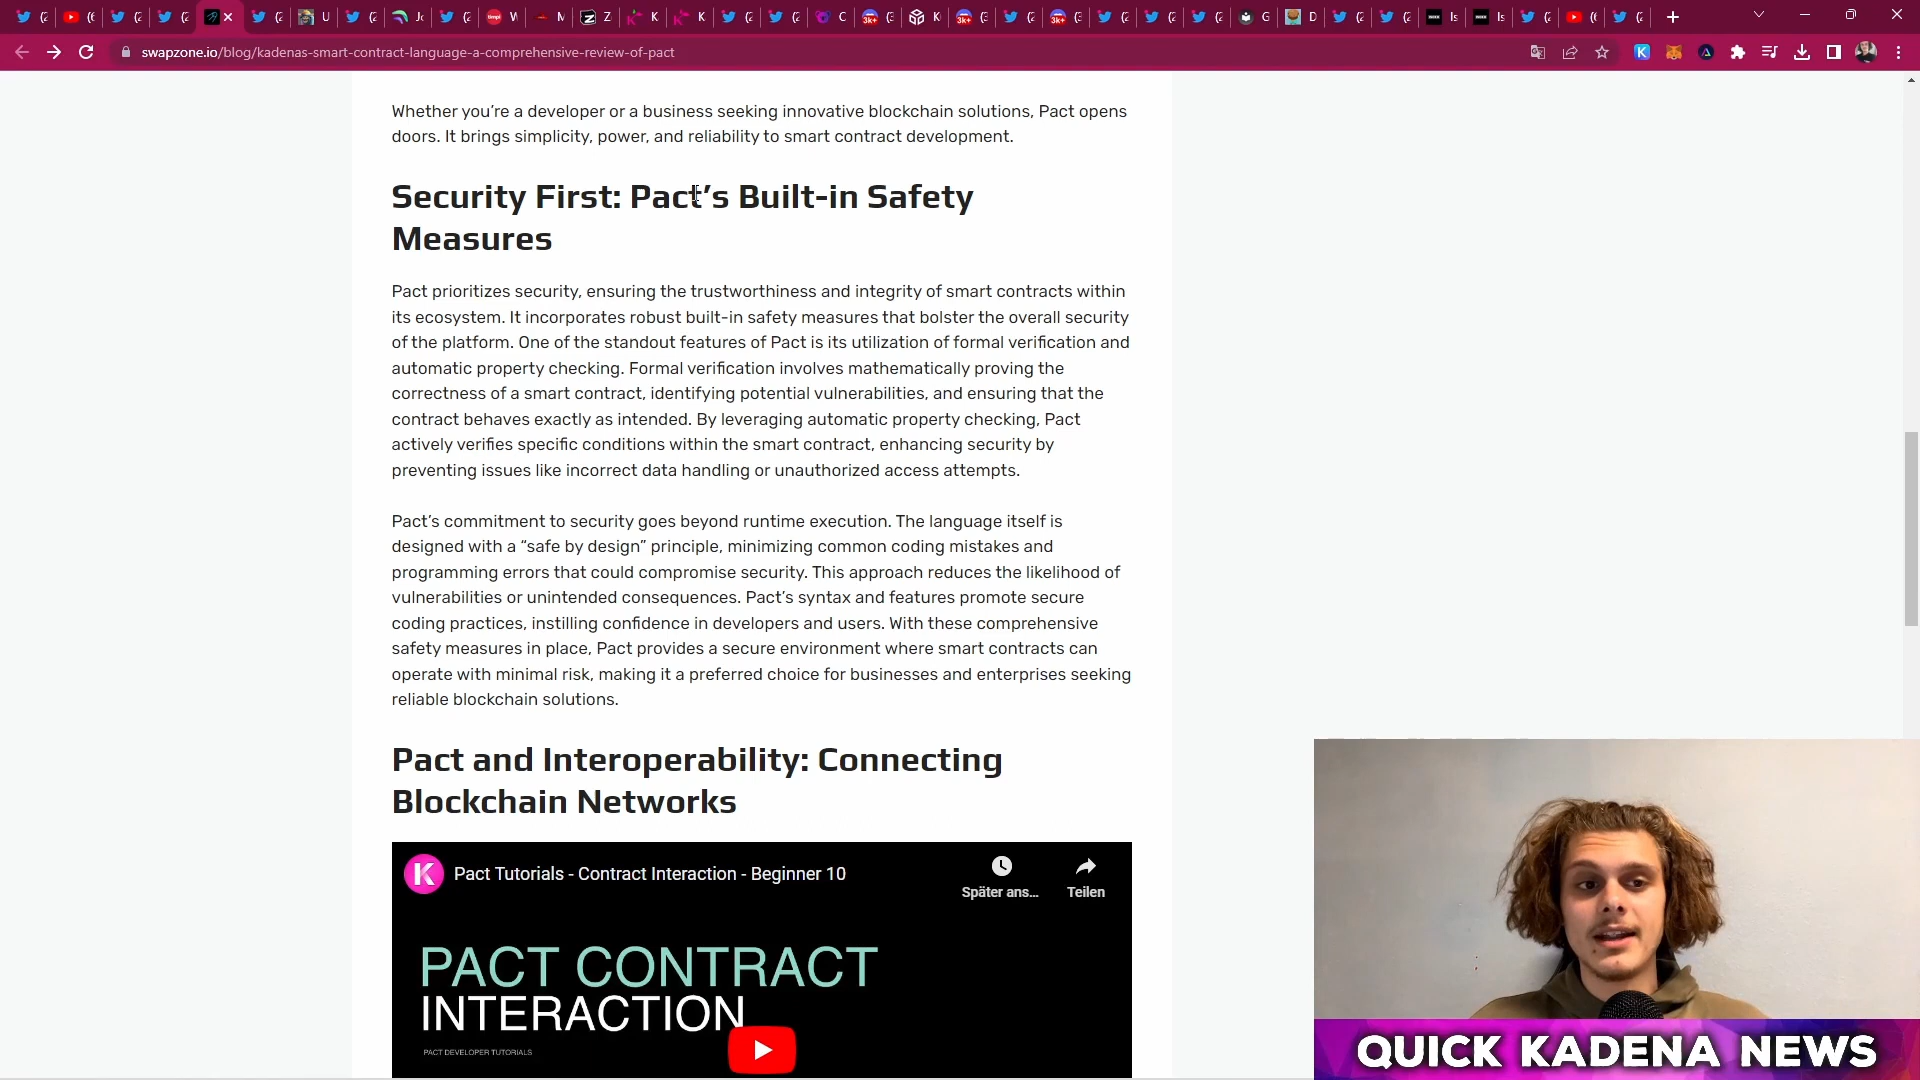 swapzone.io/blog/kadenas-smart-contract-language-a-comprehensive-review-of-pact
Whether you're a developer or a business seeking innovative blockchain solutions, Pact opens
doors. It brings simplicity, power, and reliability to smart contract development.
Security First: Pact's Built-in Safety
Measures
Pact prioritizes security, ensuring the trustworthiness and integrity of smart contracts within
its ecosystem. It incorporates robust built-in safety measures that bolster the overall security
of the platform. One of the standout features of Pact is its utilization of formal verification and
automatic property checking. Formal verification involves mathematically proving the
correctness of a smart contract, identifying potential vulnerabilities, and ensuring that the
contract behaves exactly as intended. By leveraging automatic property checking, Pact
actively verifies specific conditions within the smart contract, enhancing security by
preventing issues like incorrect data handling or unauthorized access attempts.
Pact's commitment to security goes beyond runtime execution. The language itself is
designed with a “safe by design” principle, minimizing common coding mistakes and
programming errors that could compromise security. This approach reduces the likelihood of
vulnerabilities or unintended consequences. Pact's syntax and features promote secure
coding practices, instilling confidence in developers and users. With these comprehensive
safety measures in place, Pact provides a secure environment where smart contracts can
operate with minimal risk, making it a preferred choice for businesses and enterprises seeking
reliable blockchain solutions.
Pact and Interoperability: Connecting
Blockchain Networks
K Pact Tutorials - Contract Interaction - Beginner 10
Später ans...
Teilen
PACT CONTRACT
INTERACTION
PACT DEVELOPER TUTORIALS
QUICK KADENA NEWS